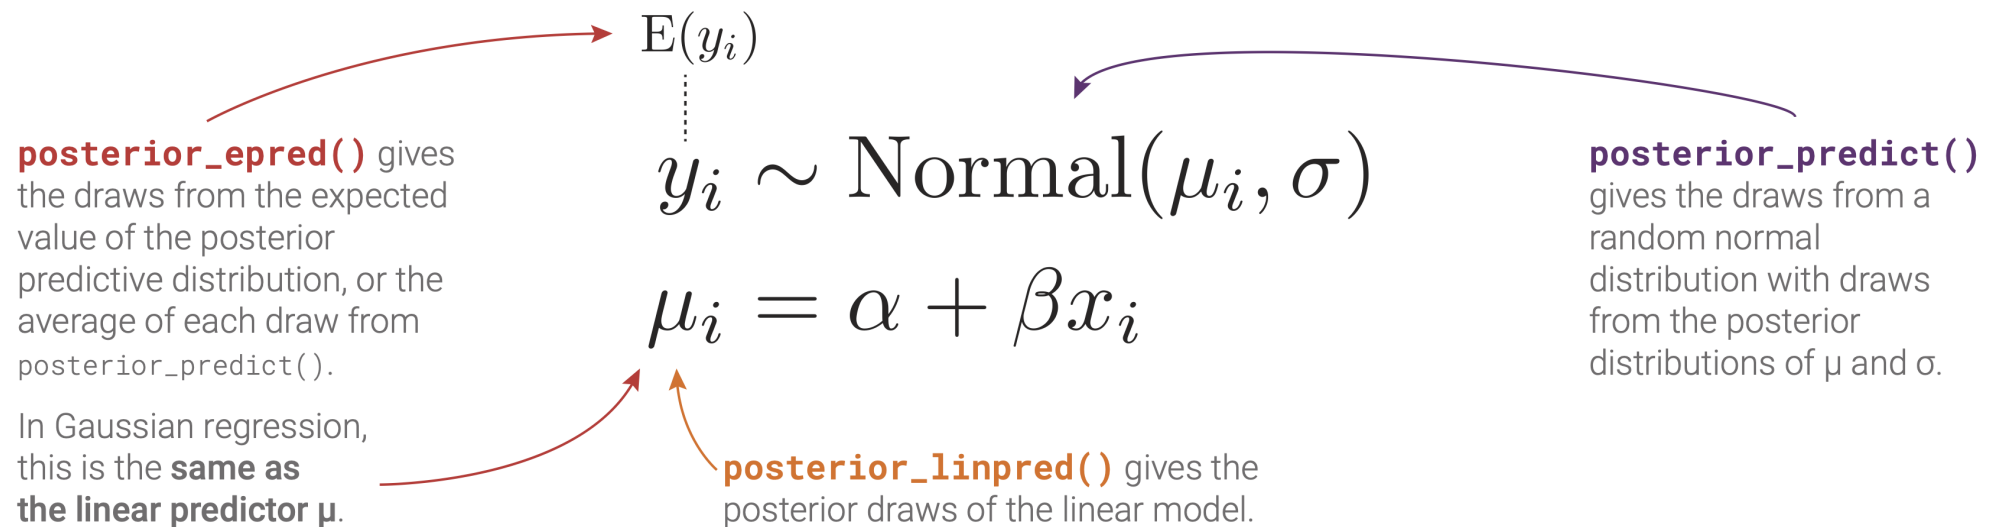 E(yᵢ)
posterior_epred() gives
the draws from the expected
value of the posterior
predictive distribution, or the
average of each draw from
posterior_predict().
In Gaussian regression,
this is the same as
the linear predictor μ.
yᵢ ∼ Normal(μᵢ, σ)
μᵢ = α + βxᵢ
posterior_linpred() gives the
posterior draws of the linear model.
posterior_predict()
gives the draws from a
random normal
distribution with draws
from the posterior
distributions of μ and σ.